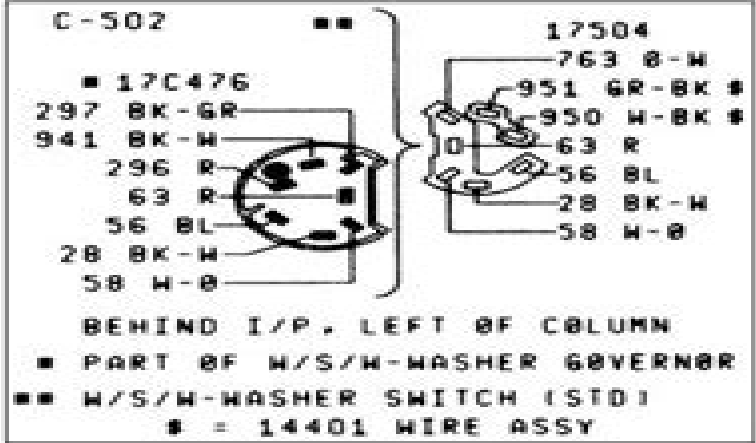 C-502 ■■
■ 17C476
297 BK-GR
941 BK-W
296 R
63 R
56 BL
28 BK-W
58 W-O
17504
763 O-W
951 GR-BK $
950 W-BK $
63 R
56 BL
28 BK-W
58 W-O
BEHIND I/P, LEFT OF COLUMN
■ PART OF W/S/W-WASHER GOVERNOR
■■ W/S/W-WASHER SWITCH (STD)
$ = 14401 WIRE ASSY